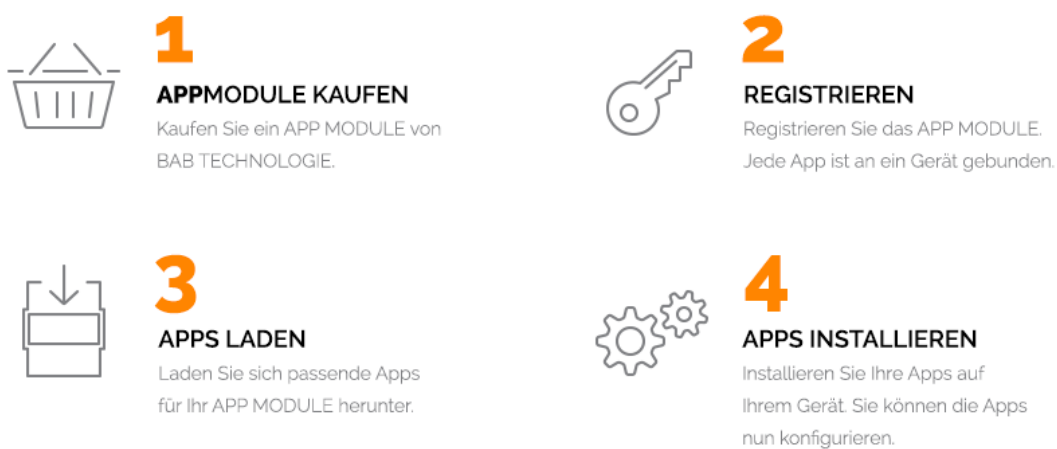 1
APPMODULE KAUFEN
Kaufen Sie ein APP MODULE von
BAB TECHNOLOGIE.
2
REGISTRIEREN
Registrieren Sie das APP MODULE.
Jede App ist an ein Gerät gebunden.
3
APPS LADEN
Laden Sie sich passende Apps
für Ihr APP MODULE herunter.
4
APPS INSTALLIEREN
Installieren Sie Ihre Apps auf
Ihrem Gerät. Sie können die Apps
nun konfigurieren.